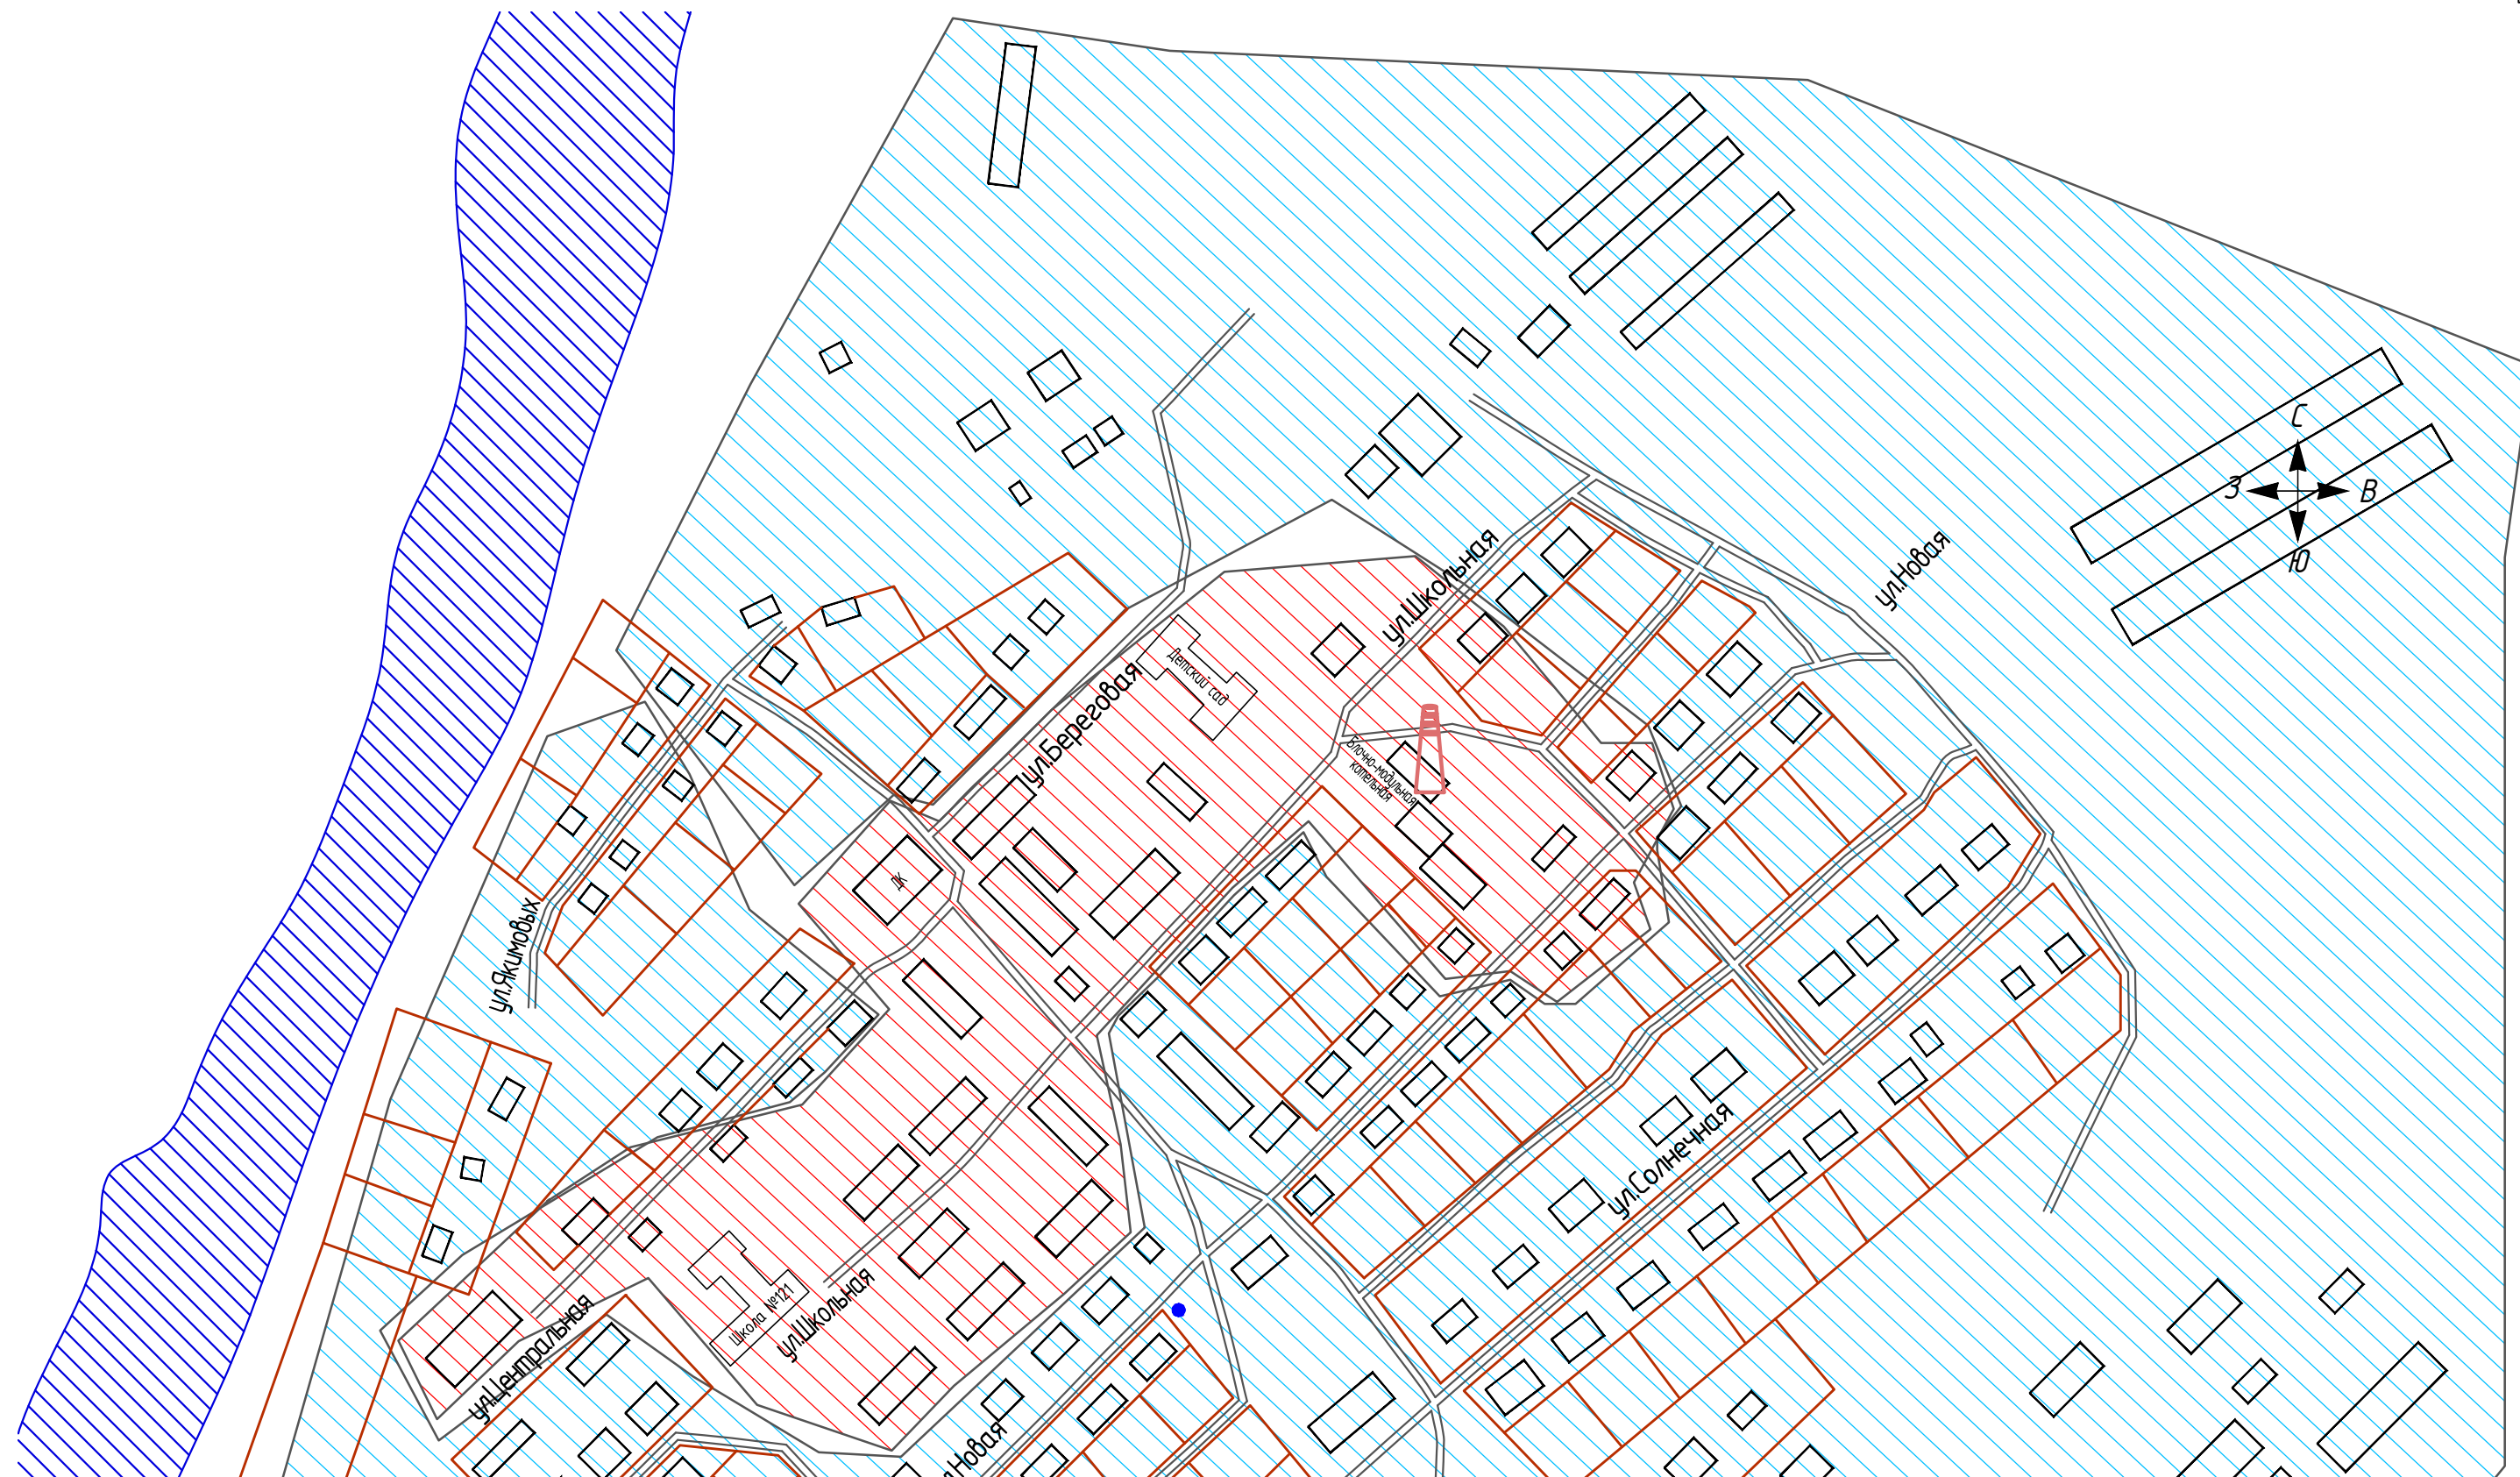 С
З
В
Ю
ул.Школьная
ул.Новая
Детский сад
ул.Береговая
Блочно-модульная
котельная
ДК
ул.Якимовых
ул.Солнечная
Школа №121
ул.Школьная
ул.Центральная
Новая